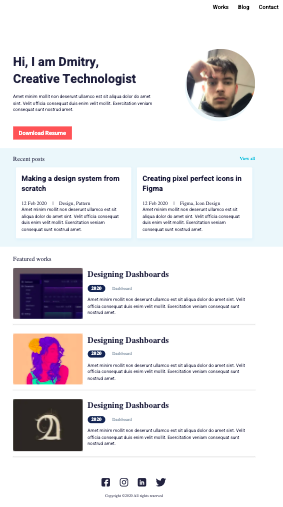 Works Blog Contact
Hi, I am Dmitry,
Creative Technologist
Amet minim mollit non deserunt ullamco est sit aliqua dolor do amet
sint. Velit officia consequat duis enim velit mollit. Exercitation veniam
consequat sunt nostrud amet.
Download Resume
Recent posts
View all
Making a design system from
scratch
12 Feb 2020 | Design, Pattern
Amet minim mollit non deserunt ullamco est sit
aliqua dolor do amet sint. Velit officia consequat
duis enim velit mollit. Exercitation veniam
consequat sunt nostrud amet.
Creating pixel perfect icons in
Figma
12 Feb 2020 | Figma, Icon Design
Amet minim mollit non deserunt ullamco est sit
aliqua dolor do amet sint. Velit officia consequat
duis enim velit mollit. Exercitation veniam
consequat sunt nostrud amet.
Featured works
Designing Dashboards
2020 Dashboard
Amet minim mollit non deserunt ullamco est sit aliqua dolor do amet sint. Velit
officia consequat duis enim velit mollit. Exercitation veniam consequat sunt
nostrud amet.
Designing Dashboards
2020 Dashboard
Amet minim mollit non deserunt ullamco est sit aliqua dolor do amet sint. Velit
officia consequat duis enim velit mollit. Exercitation veniam consequat sunt
nostrud amet.
Designing Dashboards
2020 Dashboard
Amet minim mollit non deserunt ullamco est sit aliqua dolor do amet sint. Velit
officia consequat duis enim velit mollit. Exercitation veniam consequat sunt
nostrud amet.
Copyright ©2020 All rights reserved